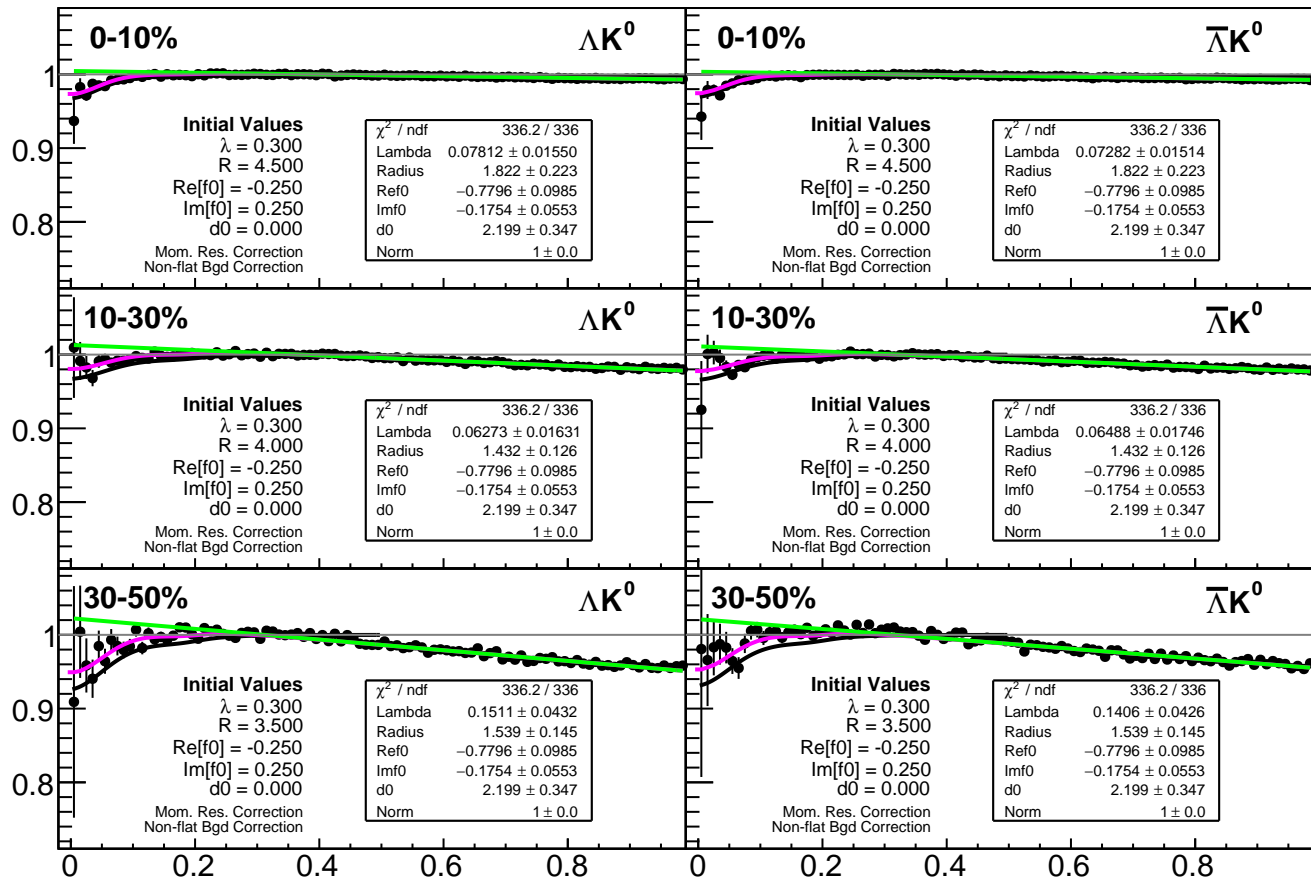 0-10% ΛK⁰
1
0.9
0.8
Initial Values
λ = 0.300
R = 4.500
Re[f0] = -0.250
Im[f0] = 0.250
d0 = 0.000
Mom. Res. Correction
Non-flat Bgd Correction
χ² / ndf 336.2 / 336
Lambda 0.07812 ± 0.01550
Radius 1.822 ± 0.223
Ref0 −0.7796 ± 0.0985
Imf0 −0.1754 ± 0.0553
d0 2.199 ± 0.347
Norm 1 ± 0.0
0-10% Λ̅K⁰
Initial Values
λ = 0.300
R = 4.500
Re[f0] = -0.250
Im[f0] = 0.250
d0 = 0.000
Mom. Res. Correction
Non-flat Bgd Correction
χ² / ndf 336.2 / 336
Lambda 0.07282 ± 0.01514
Radius 1.822 ± 0.223
Ref0 −0.7796 ± 0.0985
Imf0 −0.1754 ± 0.0553
d0 2.199 ± 0.347
Norm 1 ± 0.0
10-30% ΛK⁰
1
0.9
0.8
Initial Values
λ = 0.300
R = 4.000
Re[f0] = -0.250
Im[f0] = 0.250
d0 = 0.000
Mom. Res. Correction
Non-flat Bgd Correction
χ² / ndf 336.2 / 336
Lambda 0.06273 ± 0.01631
Radius 1.432 ± 0.126
Ref0 −0.7796 ± 0.0985
Imf0 −0.1754 ± 0.0553
d0 2.199 ± 0.347
Norm 1 ± 0.0
10-30% Λ̅K⁰
Initial Values
λ = 0.300
R = 4.000
Re[f0] = -0.250
Im[f0] = 0.250
d0 = 0.000
Mom. Res. Correction
Non-flat Bgd Correction
χ² / ndf 336.2 / 336
Lambda 0.06488 ± 0.01746
Radius 1.432 ± 0.126
Ref0 −0.7796 ± 0.0985
Imf0 −0.1754 ± 0.0553
d0 2.199 ± 0.347
Norm 1 ± 0.0
30-50% ΛK⁰
1
0.9
0.8
Initial Values
λ = 0.300
R = 3.500
Re[f0] = -0.250
Im[f0] = 0.250
d0 = 0.000
Mom. Res. Correction
Non-flat Bgd Correction
χ² / ndf 336.2 / 336
Lambda 0.1511 ± 0.0432
Radius 1.539 ± 0.145
Ref0 −0.7796 ± 0.0985
Imf0 −0.1754 ± 0.0553
d0 2.199 ± 0.347
Norm 1 ± 0.0
30-50% Λ̅K⁰
Initial Values
λ = 0.300
R = 3.500
Re[f0] = -0.250
Im[f0] = 0.250
d0 = 0.000
Mom. Res. Correction
Non-flat Bgd Correction
χ² / ndf 336.2 / 336
Lambda 0.1406 ± 0.0426
Radius 1.539 ± 0.145
Ref0 −0.7796 ± 0.0985
Imf0 −0.1754 ± 0.0553
d0 2.199 ± 0.347
Norm 1 ± 0.0
0 0.2 0.4 0.6 0.8 0 0.2 0.4 0.6 0.8